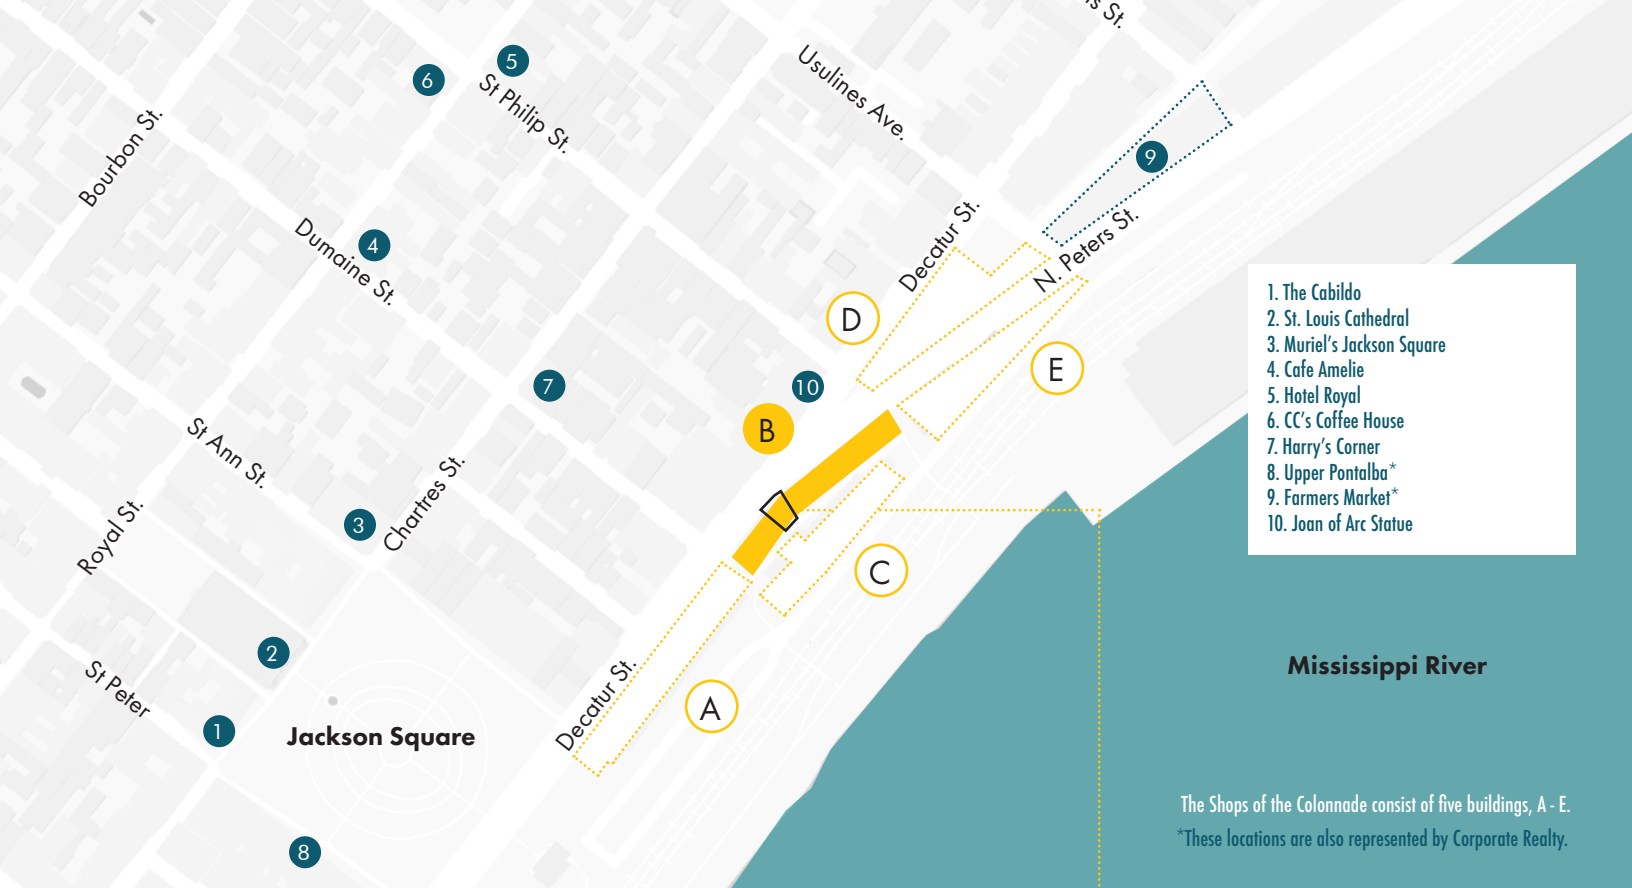 is St.
Usulines Ave.
5
6
St Philip St.
Bourbon St.
9
Decatur St.
N. Peters St.
Dumaine St.
4
D
E
7
10
B
St Ann St.
Chartres St.
3
Royal St.
C
2
St Peter
Decatur St.
A
1
Jackson Square
8
1. The Cabildo
2. St. Louis Cathedral
3. Muriel's Jackson Square
4. Cafe Amelie
5. Hotel Royal
6. CC's Coffee House
7. Harry's Corner
8. Upper Pontalba*
9. Farmers Market*
10. Joan of Arc Statue
Mississippi River
The Shops of the Colonnade consist of five buildings, A - E.
*These locations are also represented by Corporate Realty.